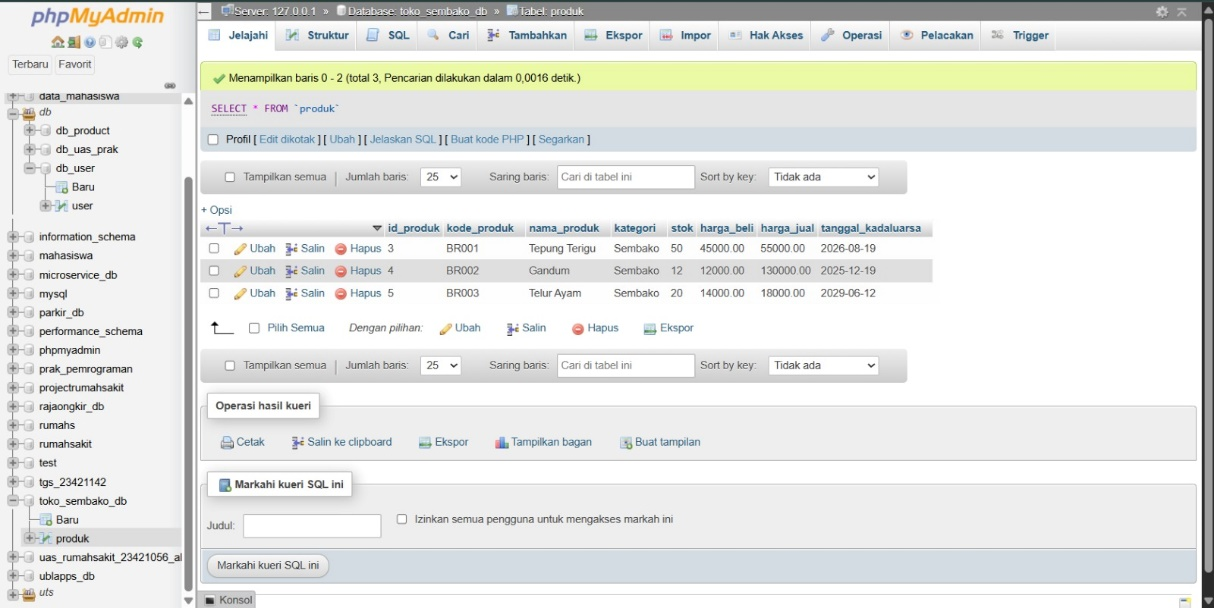 phpMyAdmin
Terbaru Favorit
data_mahasiswa
db
db_product
db_uas_prak
db_user
Baru
user
information_schema
mahasiswa
microservice_db
mysql
parkir_db
performance_schema
phpmyadmin
prak_pemrograman
projectrumahsakit
rajaongkir_db
rumahs
rumahsakit
test
tgs_23421142
toko_sembako_db
Baru
produk
uas_rumahsakit_23421056_al
ublapps_db
uts
Server: 127.0.0.1 » Database: toko_sembako_db » Tabel: produk
Jelajahi Struktur SQL Cari Tambahkan Ekspor Impor Hak Akses Operasi Pelacakan Trigger
Menampilkan baris 0 - 2 (total 3, Pencarian dilakukan dalam 0,0016 detik.)
SELECT * FROM `produk`
Profil [ Edit dikotak ] [ Ubah ] [ Jelaskan SQL ] [ Buat kode PHP ] [ Segarkan ]
Tampilkan semua | Jumlah baris: 25 Saring baris: Cari di tabel ini Sort by key: Tidak ada
+ Opsi
←T→ id_produk kode_produk nama_produk kategori stok harga_beli harga_jual tanggal_kadaluarsa
Ubah Salin Hapus 3 BR001 Tepung Terigu Sembako 50 45000.00 55000.00 2026-08-19
Ubah Salin Hapus 4 BR002 Gandum Sembako 12 12000.00 130000.00 2025-12-19
Ubah Salin Hapus 5 BR003 Telur Ayam Sembako 20 14000.00 18000.00 2029-06-12
Pilih Semua Dengan pilihan: Ubah Salin Hapus Ekspor
Tampilkan semua | Jumlah baris: 25 Saring baris: Cari di tabel ini Sort by key: Tidak ada
Operasi hasil kueri
Cetak Salin ke clipboard Ekspor Tampilkan bagan Buat tampilan
Markahi kueri SQL ini
Judul: Izinkan semua pengguna untuk mengakses markah ini
Markahi kueri SQL ini
Konsol